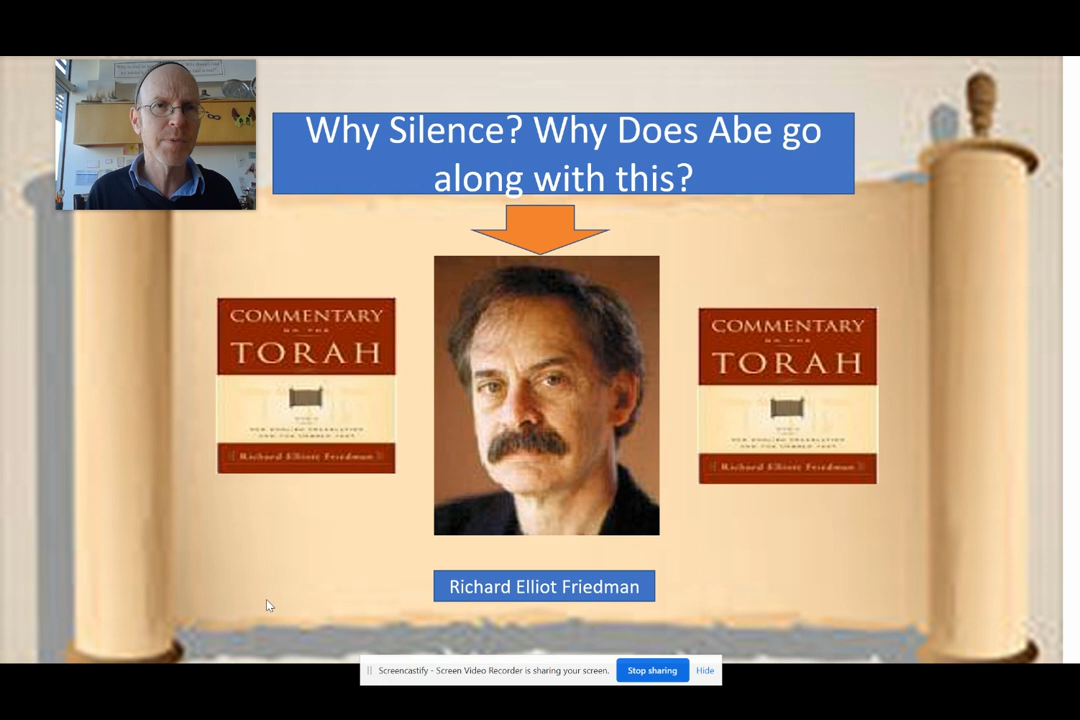 Why Silence? Why Does Abe go
along with this?
COMMENTARY
ON THE
TORAH
Richard Elliott Friedman
COMMENTARY
ON THE
TORAH
Richard Elliott Friedman
Richard Elliot Friedman
Screencastify - Screen Video Recorder is sharing your screen.
Stop sharing
Hide